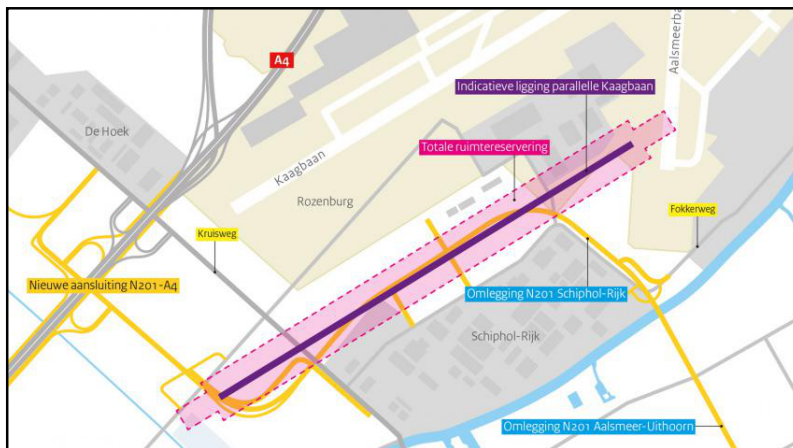 A4
Aalsmeerba
Indicatieve ligging parallelle Kaagbaan
De Hoek
Totale ruimtereservering
Kaagbaan
Rozenburg
Fokkerweg
Kruisweg
Nieuwe aansluiting N201-A4
Omlegging N201 Schiphol-Rijk
Schiphol-Rijk
Omlegging N201 Aalsmeer-Uithoorn